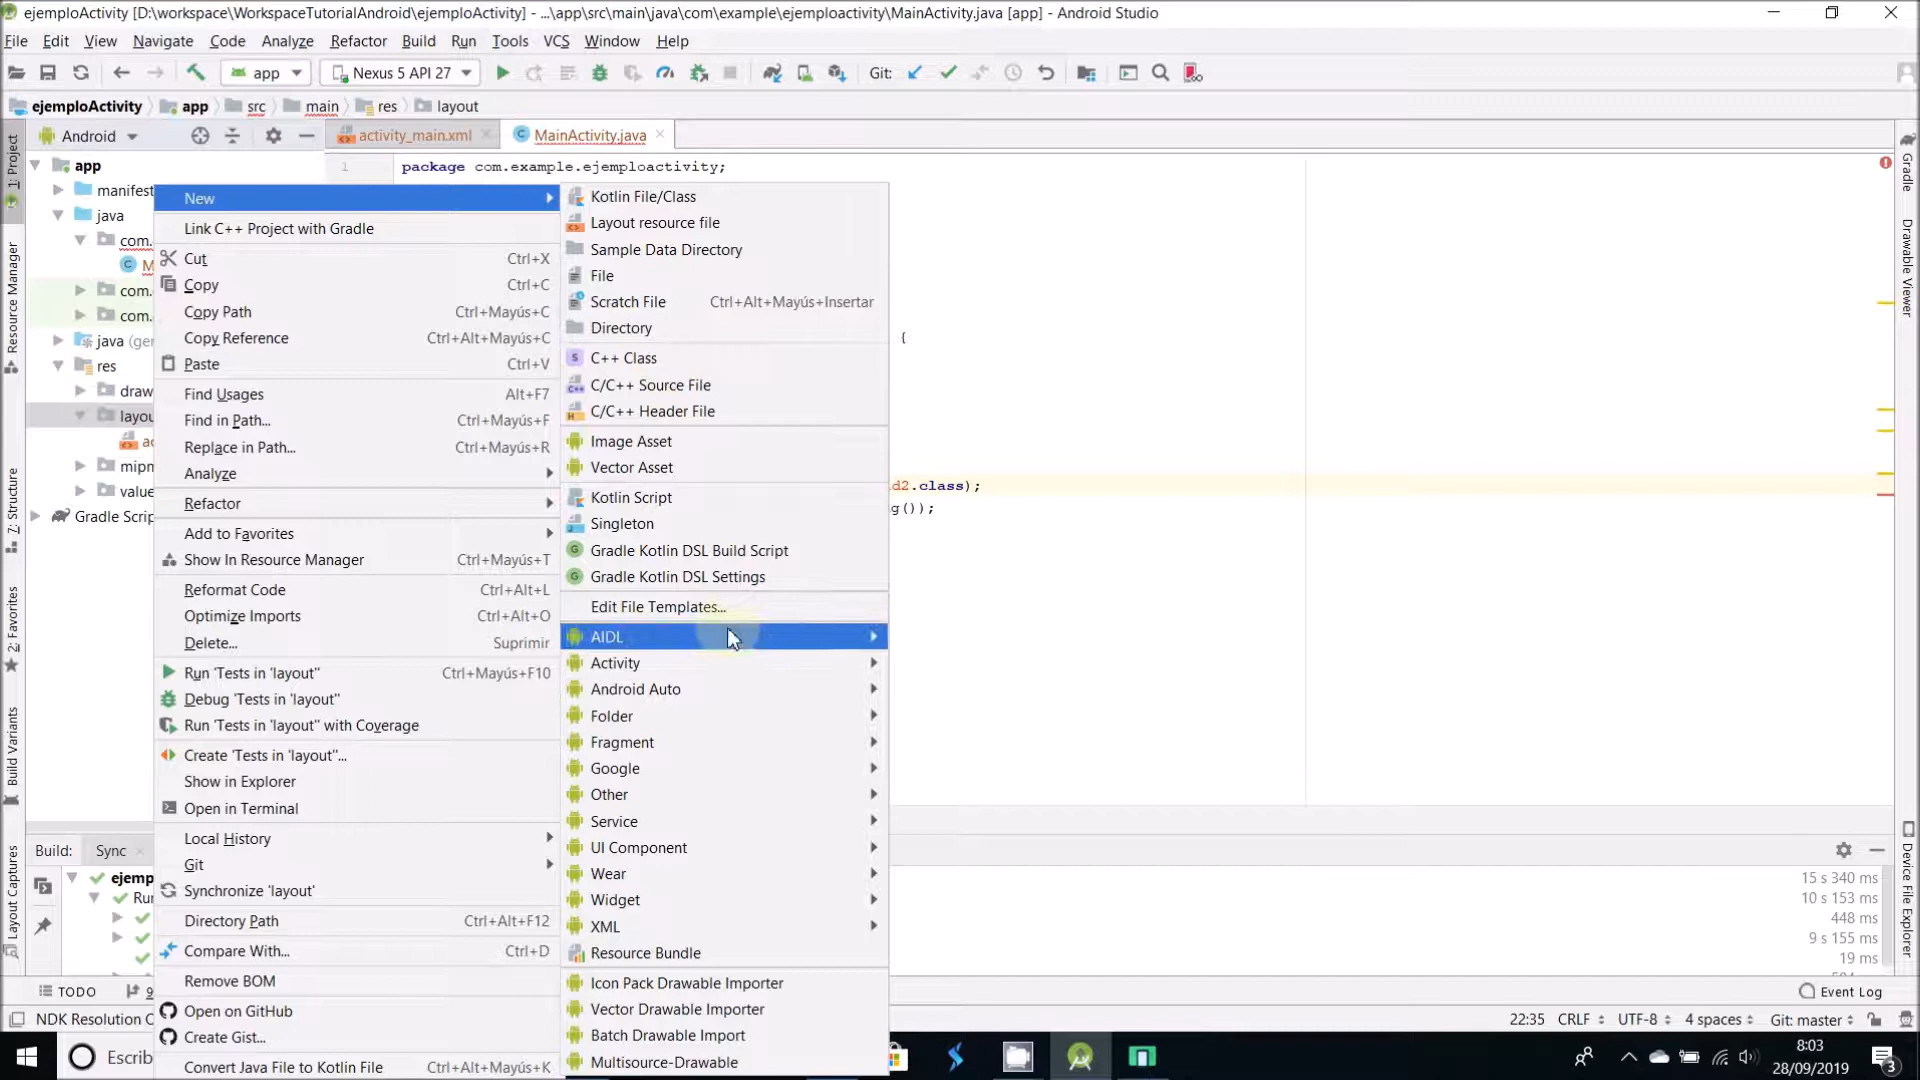 ejemploActivity [D:\workspace\WorkspaceTutorialAndroid\ejemploActivity] - ...\app\src\main\java\com\example\ejemploactivity\MainActivity.java [app] - Android Studio
File Edit View Navigate Code Analyze Refactor Build Run Tools VCS Window Help
app Nexus 5 API 27 Git:
ejemploActivity app src main res layout
Android activity_main.xml MainActivity.java
1: Project
Resource Manager
7: Structure
2: Favorites
Build Variants
Layout Captures
app
manifest
java
com.
M
com.
com.
java (ge
res
draw
layou
ac
mipm
value
Gradle Scrip
1 package com.example.ejemploactivity;
{
d2.class);
g());
New
Link C++ Project with Gradle
Cut Ctrl+X
Copy Ctrl+C
Copy Path Ctrl+Mayús+C
Copy Reference Ctrl+Alt+Mayús+C
Paste Ctrl+V
Find Usages Alt+F7
Find in Path... Ctrl+Mayús+F
Replace in Path... Ctrl+Mayús+R
Analyze
Refactor
Add to Favorites
Show In Resource Manager Ctrl+Mayús+T
Reformat Code Ctrl+Alt+L
Optimize Imports Ctrl+Alt+O
Delete... Suprimir
Run 'Tests in 'layout'' Ctrl+Mayús+F10
Debug 'Tests in 'layout''
Run 'Tests in 'layout'' with Coverage
Create 'Tests in 'layout''...
Show in Explorer
Open in Terminal
Local History
Git
Synchronize 'layout'
Directory Path Ctrl+Alt+F12
Compare With... Ctrl+D
Remove BOM
Open on GitHub
Create Gist...
Convert Java File to Kotlin File Ctrl+Alt+Mayús+K
Kotlin File/Class
Layout resource file
Sample Data Directory
File
Scratch File Ctrl+Alt+Mayús+Insertar
Directory
C++ Class
C/C++ Source File
C/C++ Header File
Image Asset
Vector Asset
Kotlin Script
Singleton
Gradle Kotlin DSL Build Script
Gradle Kotlin DSL Settings
Edit File Templates...
AIDL
Activity
Android Auto
Folder
Fragment
Google
Other
Service
UI Component
Wear
Widget
XML
Resource Bundle
Icon Pack Drawable Importer
Vector Drawable Importer
Batch Drawable Import
Multisource-Drawable
Gradle
Drawable Viewer
Device File Explorer
Build: Sync
ejemp
Rur
15 s 340 ms
10 s 153 ms
448 ms
9 s 155 ms
19 ms
TODO 9 Event Log
NDK Resolution 22:35 CRLF UTF-8 4 spaces Git: master
Escrib
8:03
28/09/2019
3